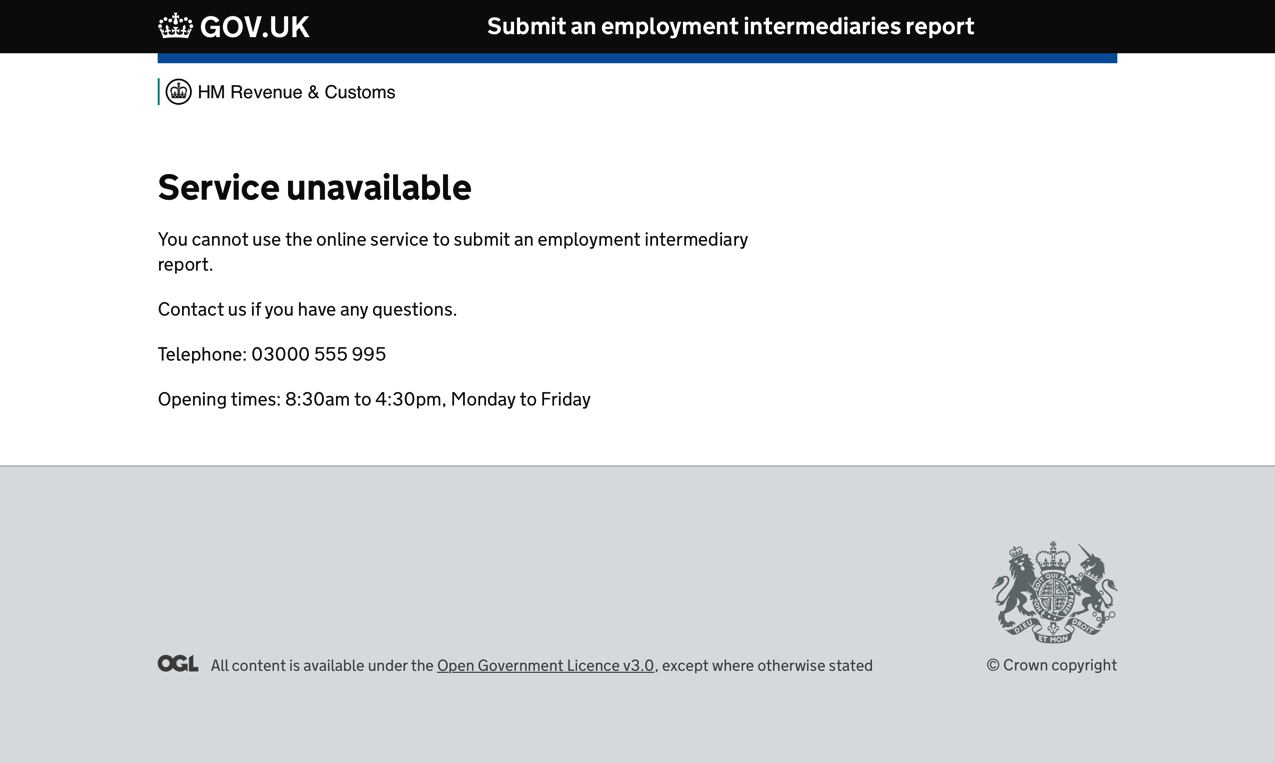 GOV.UK
Submit an employment intermediaries report
HM Revenue & Customs
Service unavailable
You cannot use the online service to submit an employment intermediary
report.
Contact us if you have any questions.
Telephone: 03000 555 995
Opening times: 8:30am to 4:30pm, Monday to Friday
OGL All content is available under the Open Government Licence v3.0, except where otherwise stated
DIEU ET MON DROIT
© Crown copyright